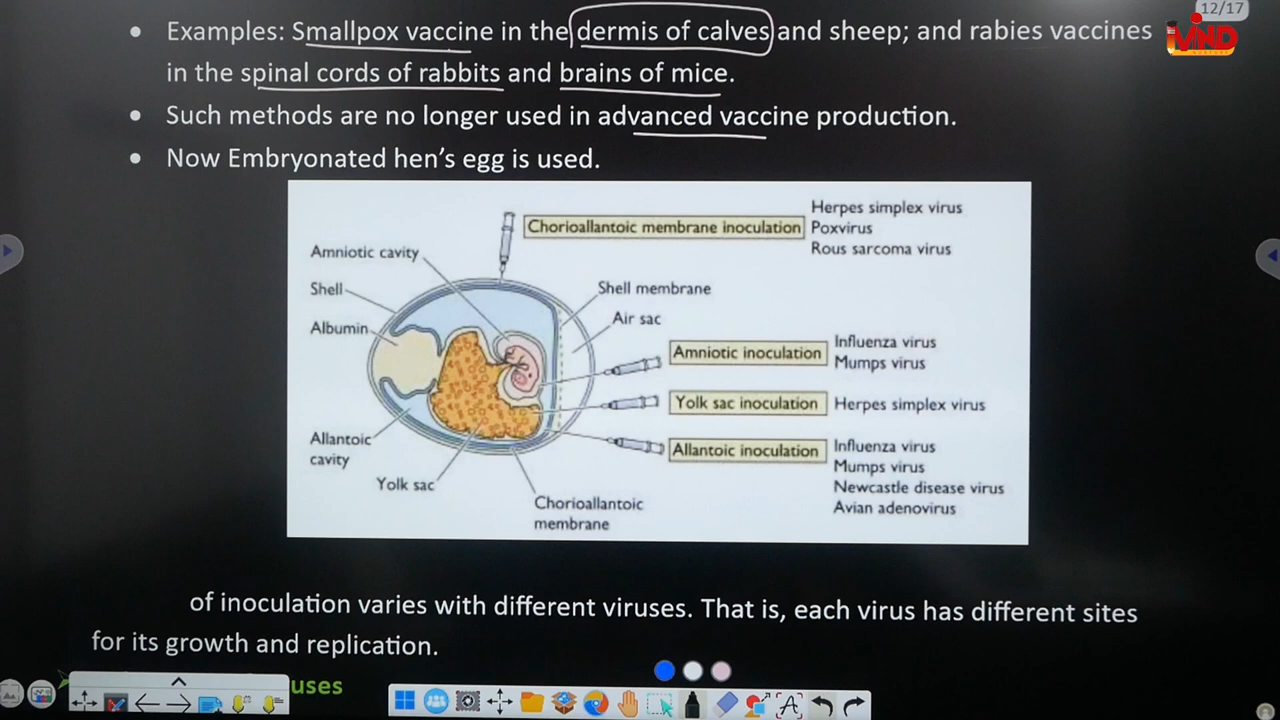 12/17
MIND
• Examples: Smallpox vaccine in the dermis of calves and sheep; and rabies vaccines
in the spinal cords of rabbits and brains of mice.
• Such methods are no longer used in advanced vaccine production.
• Now Embryonated hen's egg is used.
Herpes simplex virus
Chorioallantoic membrane inoculation
Poxvirus
Rous sarcoma virus
Amniotic cavity
Shell
Albumin
Shell membrane
Air sac
Amniotic inoculation
Influenza virus
Mumps virus
Yolk sac inoculation
Herpes simplex virus
Allantoic inoculation
Influenza virus
Mumps virus
Newcastle disease virus
Avian adenovirus
Allantoic
cavity
Yolk sac
Chorioallantoic
membrane
of inoculation varies with different viruses. That is, each virus has different sites
for its growth and replication.
uses